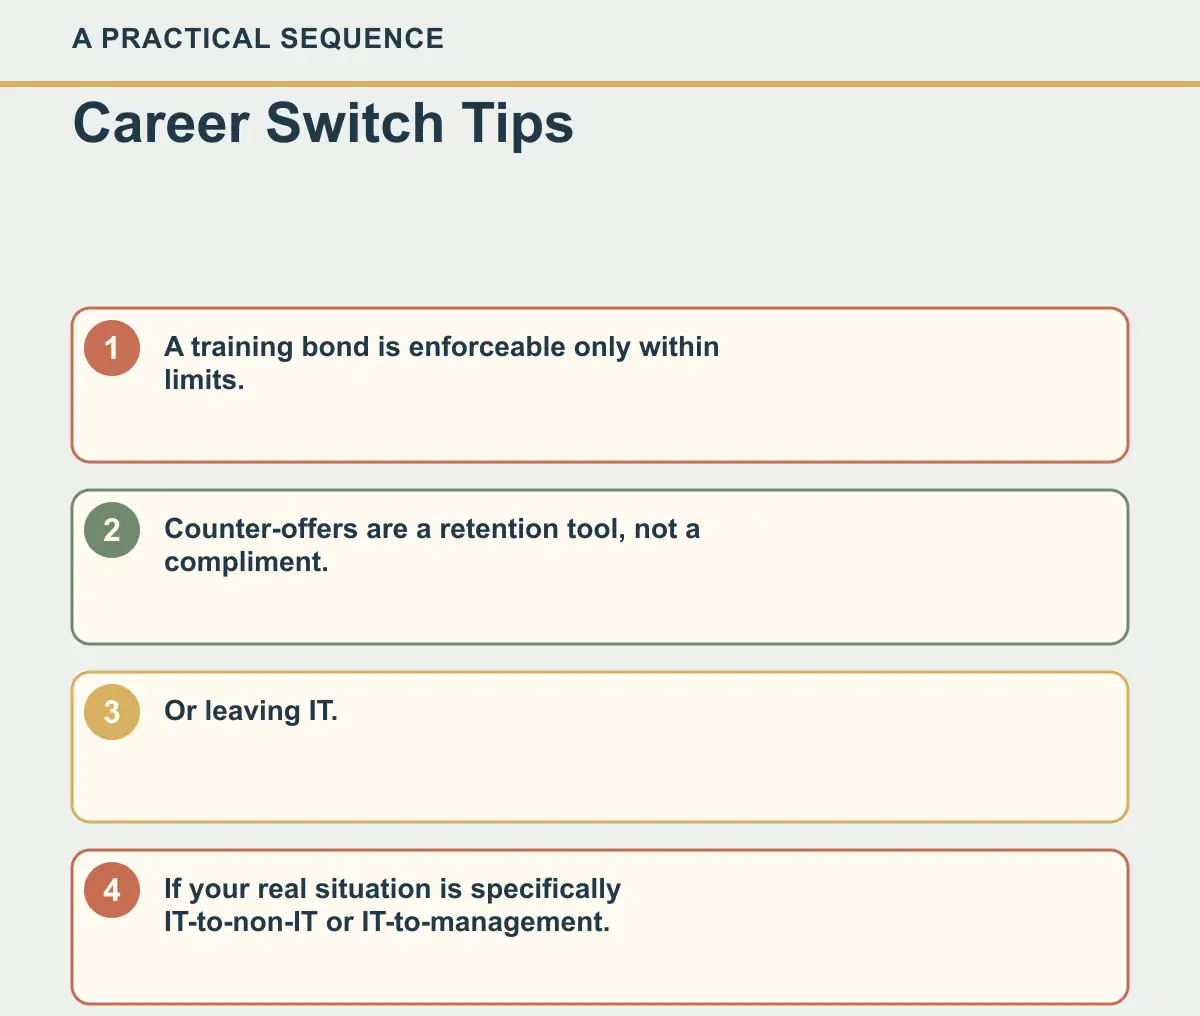 A PRACTICAL SEQUENCE
Career Switch Tips
1
A training bond is enforceable only within
limits.
2
Counter-offers are a retention tool, not a
compliment.
3
Or leaving IT.
4
If your real situation is specifically
IT-to-non-IT or IT-to-management.